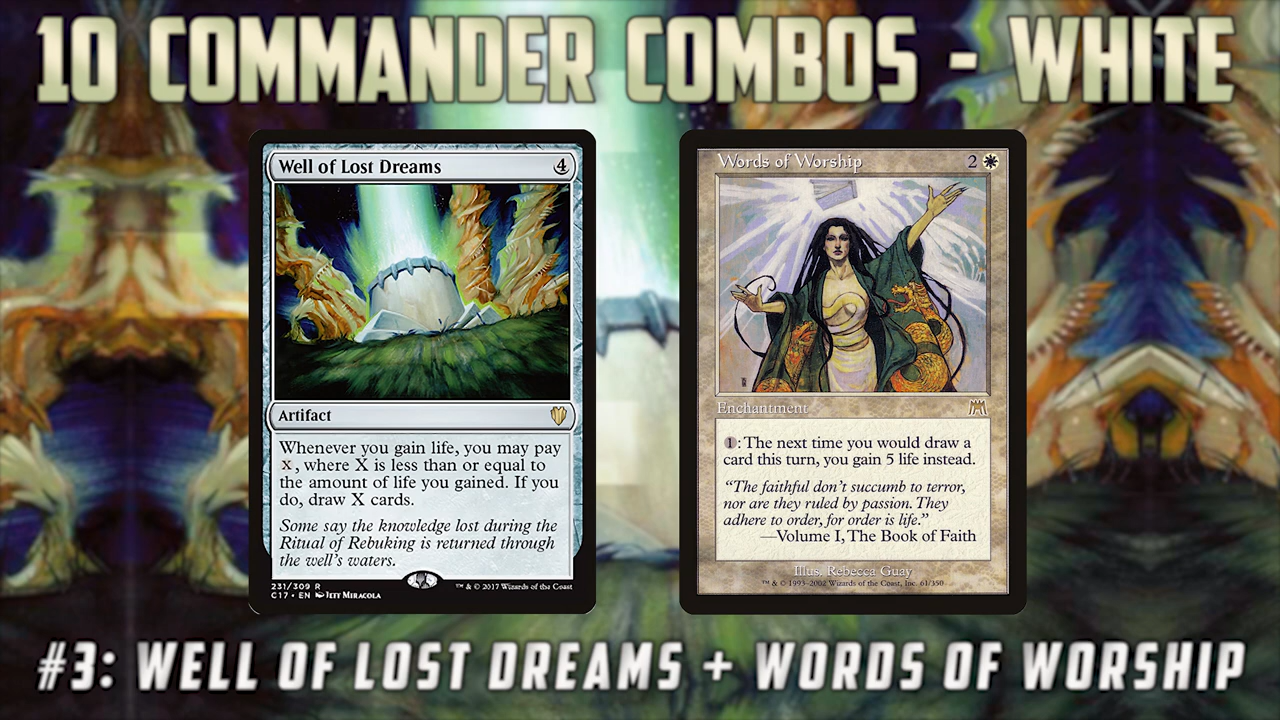 10 COMMANDER COMBOS - WHITE
Well of Lost Dreams 4
Artifact
Whenever you gain life, you may pay
X, where X is less than or equal to
the amount of life you gained. If you
do, draw X cards.
Some say the knowledge lost during the
Ritual of Rebuking is returned through
the well's waters.
231/309 R
C17 • EN Jeff Miracola
™ & © 2017 Wizards of the Coast
Words of Worship 2
Enchantment
1: The next time you would draw a
card this turn, you gain 5 life instead.
"The faithful don't succumb to terror,
nor are they ruled by passion. They
adhere to order, for order is life."
—Volume I, The Book of Faith
Illus. Rebecca Guay
™ & © 1993-2002 Wizards of the Coast, Inc. 61/350
#3: WELL OF LOST DREAMS + WORDS OF WORSHIP